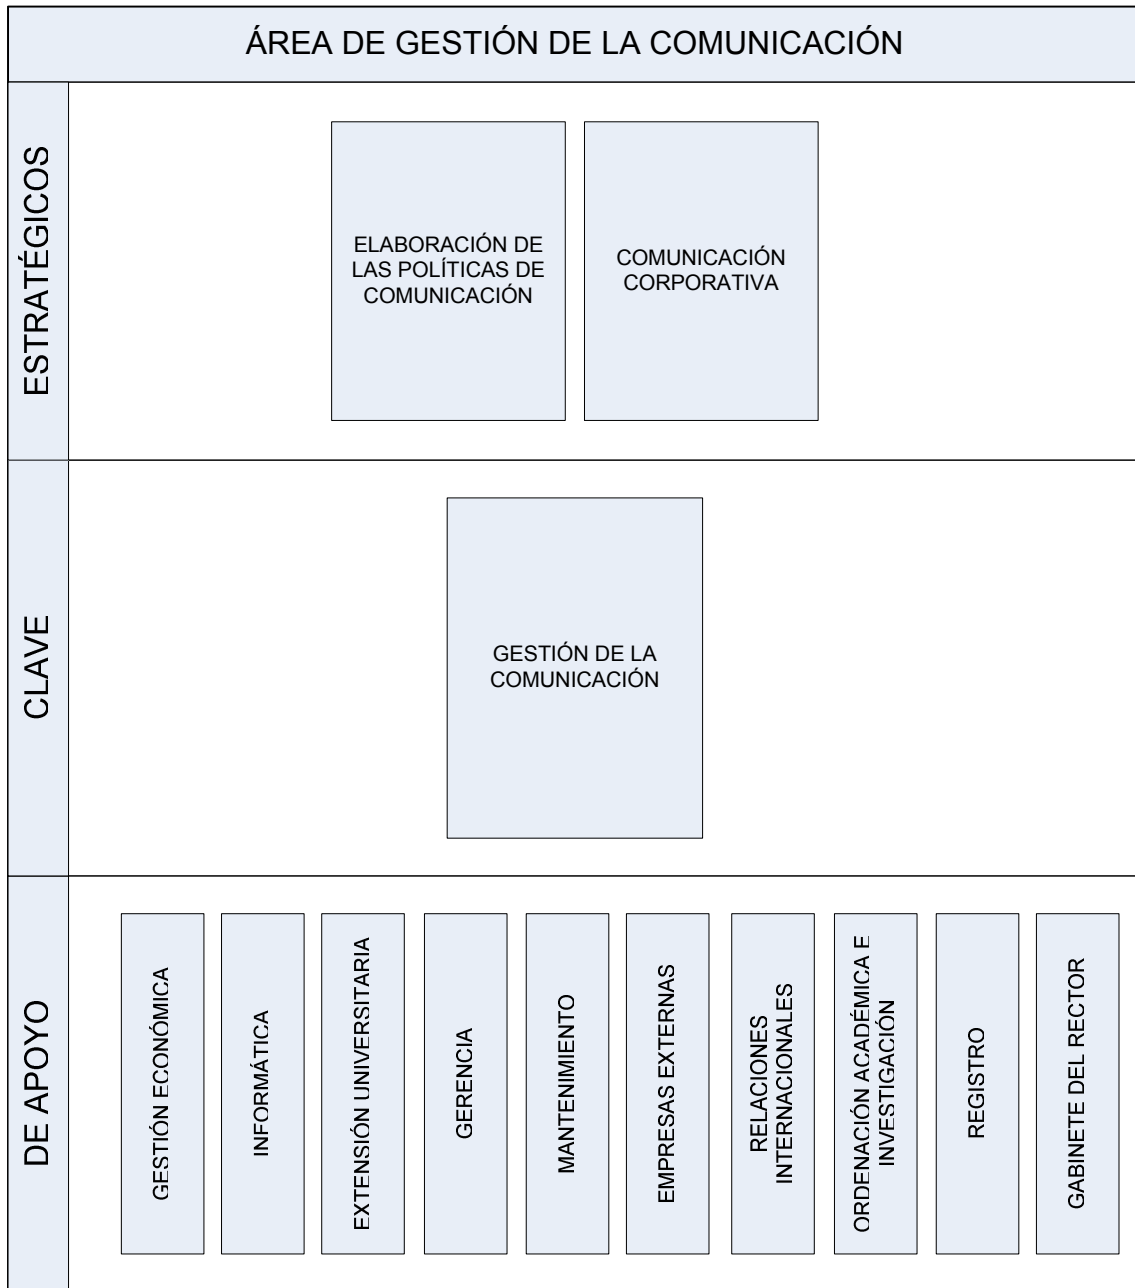 ÁREA DE GESTIÓN DE LA COMUNICACIÓN
ESTRATÉGICOS
ELABORACIÓN DE
LAS POLÍTICAS DE
COMUNICACIÓN
COMUNICACIÓN
CORPORATIVA
CLAVE
GESTIÓN DE LA
COMUNICACIÓN
DE APOYO
GESTIÓN ECONÓMICA
INFORMÁTICA
EXTENSIÓN UNIVERSITARIA
GERENCIA
MANTENIMIENTO
EMPRESAS EXTERNAS
RELACIONES
INTERNACIONALES
ORDENACIÓN ACADÉMICA E
INVESTIGACIÓN
REGISTRO
GABINETE DEL RECTOR